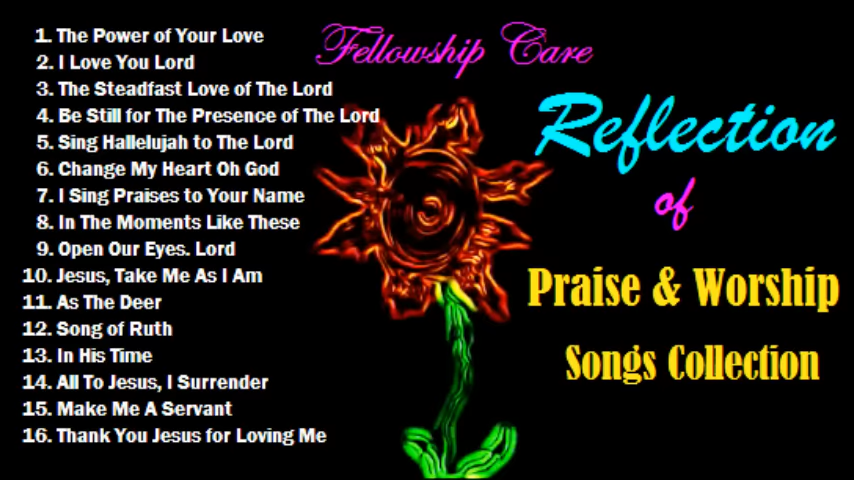 1. The Power of Your Love
2. I Love You Lord
3. The Steadfast Love of The Lord
4. Be Still for The Presence of The Lord
5. Sing Hallelujah to The Lord
6. Change My Heart Oh God
7. I Sing Praises to Your Name
8. In The Moments Like These
9. Open Our Eyes. Lord
10. Jesus, Take Me As I Am
11. As The Deer
12. Song of Ruth
13. In His Time
14. All To Jesus, I Surrender
15. Make Me A Servant
16. Thank You Jesus for Loving Me
Fellowship Care
Reflection
of
Praise & Worship
Songs Collection